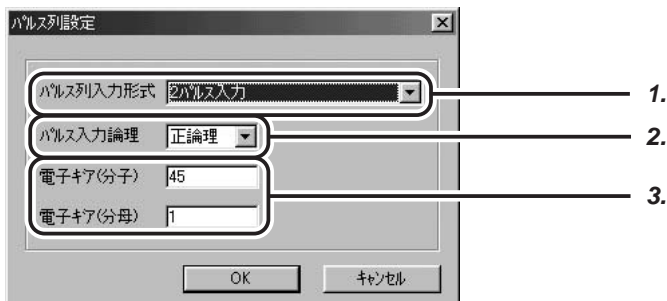 パルス列設定
パルス列入力形式 2パルス入力 1.
パルス入力論理 正論理 2.
電子ギア(分子) 45 3.
電子ギア(分母) 1
OK キャンセル